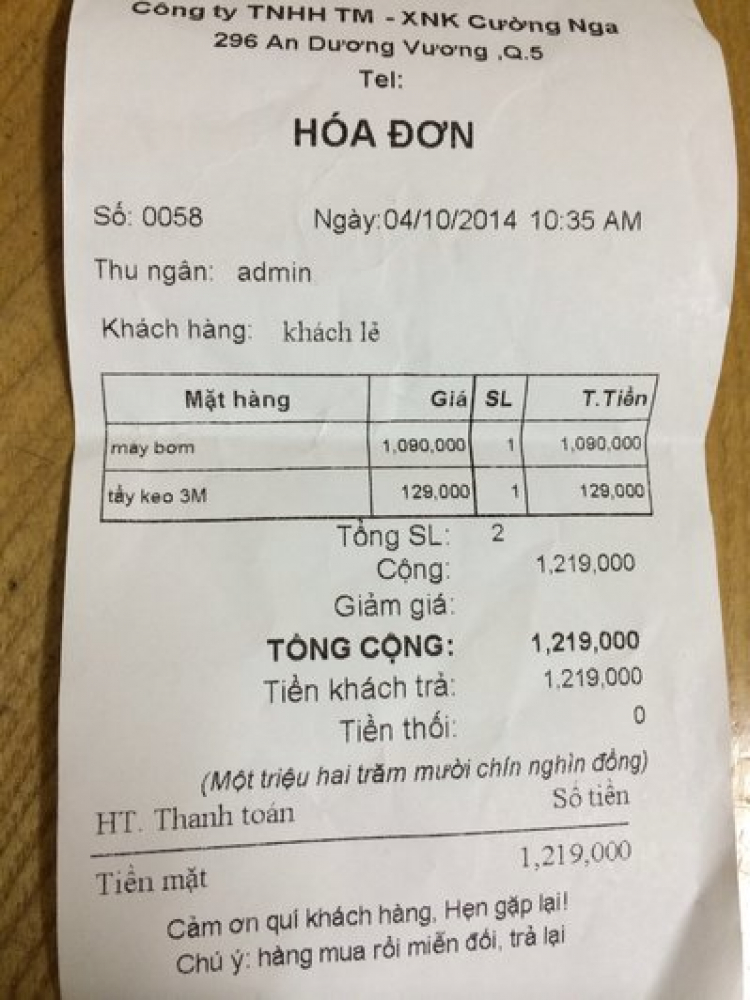 Công ty TNHH TM - XNK Cường Nga
296 An Dương Vương ,Q.5
Tel:
HÓA ĐƠN
Số: 0058 Ngày:04/10/2014 10:35 AM
Thu ngân: admin
Khách hàng: khách lẻ
Mặt hàng Giá SL T.Tiền
may bom 1,090,000 1 1,090,000
tẩy keo 3M 129,000 1 129,000
Tổng SL: 2
Cộng: 1,219,000
Giảm giá:
TỔNG CỘNG: 1,219,000
Tiền khách trả: 1,219,000
Tiền thối: 0
(Một triệu hai trăm mười chín nghìn đồng)
HT. Thanh toán Số tiền
Tiền mặt 1,219,000
Cảm ơn quí khách hàng, Hẹn gặp lại!
Chú ý: hàng mua rồi miễn đổi, trả lại